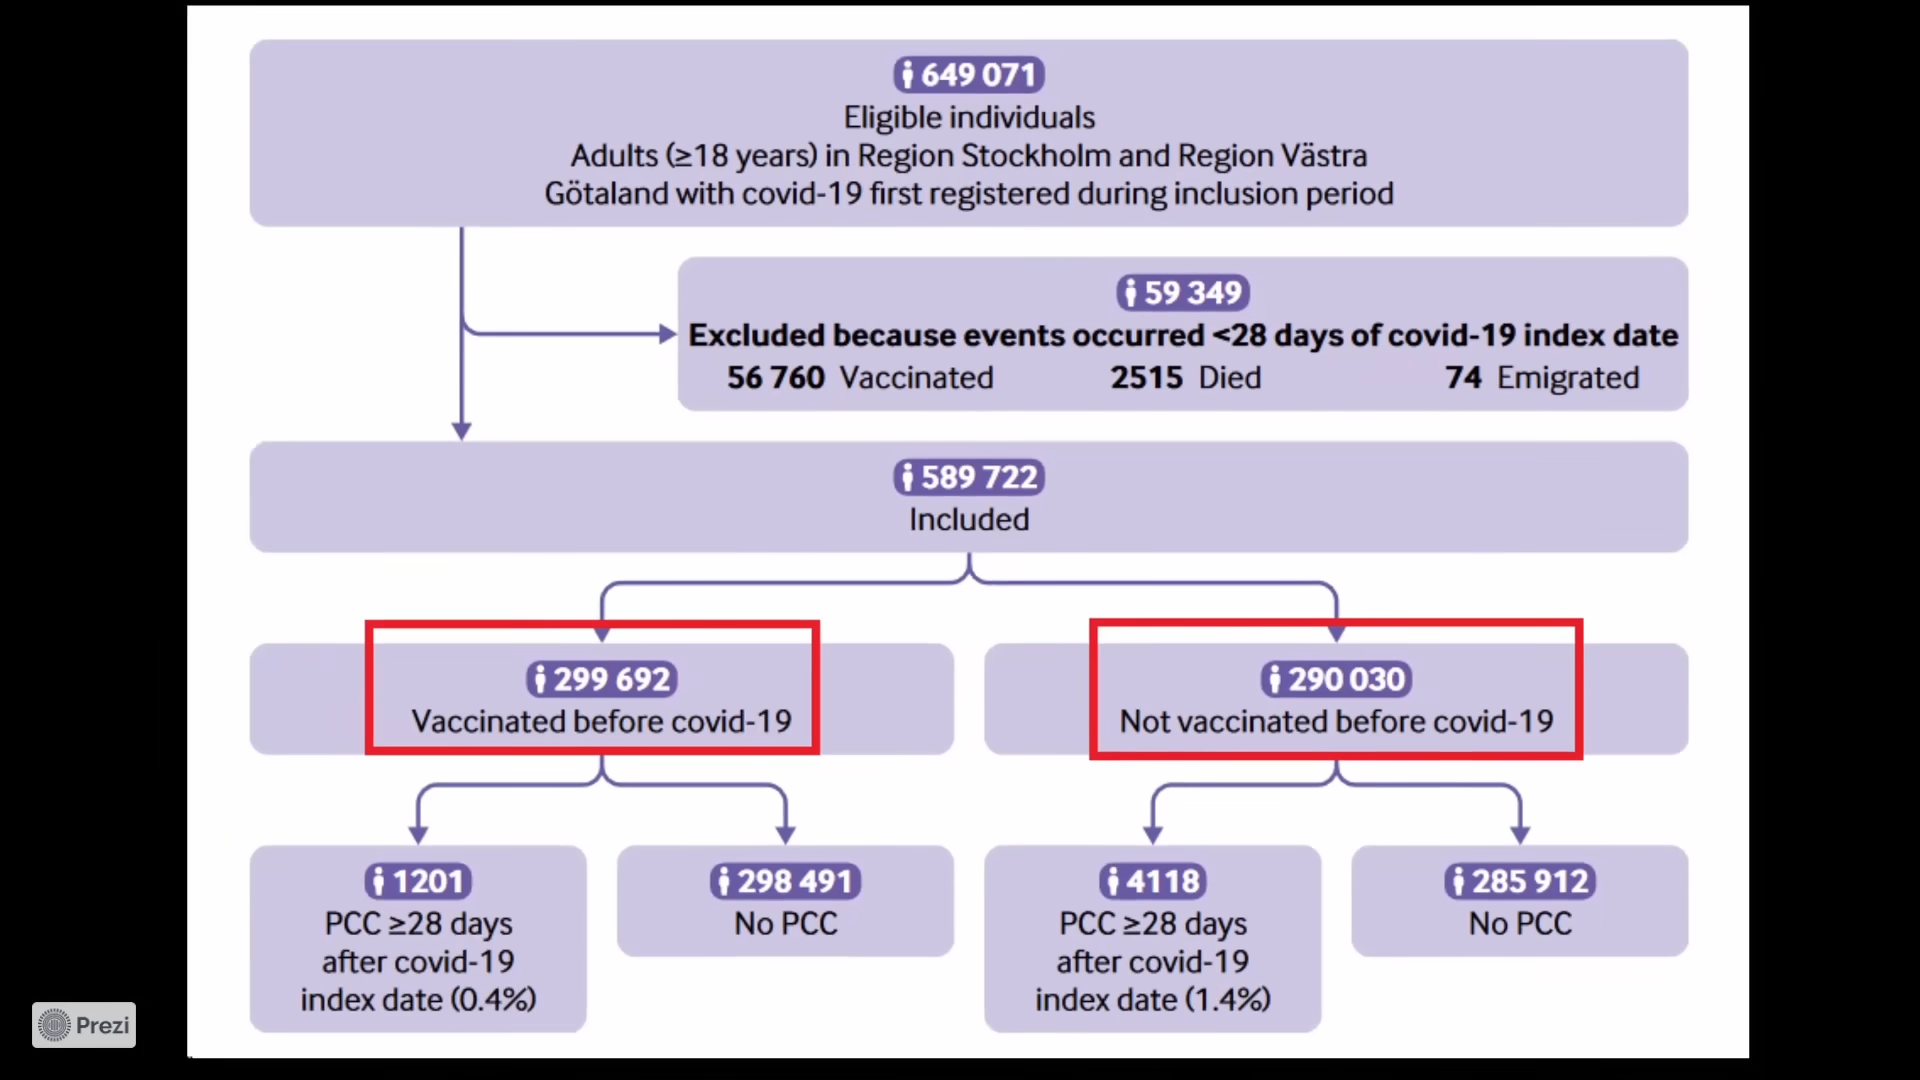 649 071
Eligible individuals
Adults (≥18 years) in Region Stockholm and Region Västra
Götaland with covid-19 first registered during inclusion period
59 349
Excluded because events occurred <28 days of covid-19 index date
56 760 Vaccinated 2515 Died 74 Emigrated
589 722
Included
299 692
Vaccinated before covid-19
290 030
Not vaccinated before covid-19
1201
PCC ≥28 days
after covid-19
index date (0.4%)
298 491
No PCC
4118
PCC ≥28 days
after covid-19
index date (1.4%)
285 912
No PCC
Prezi